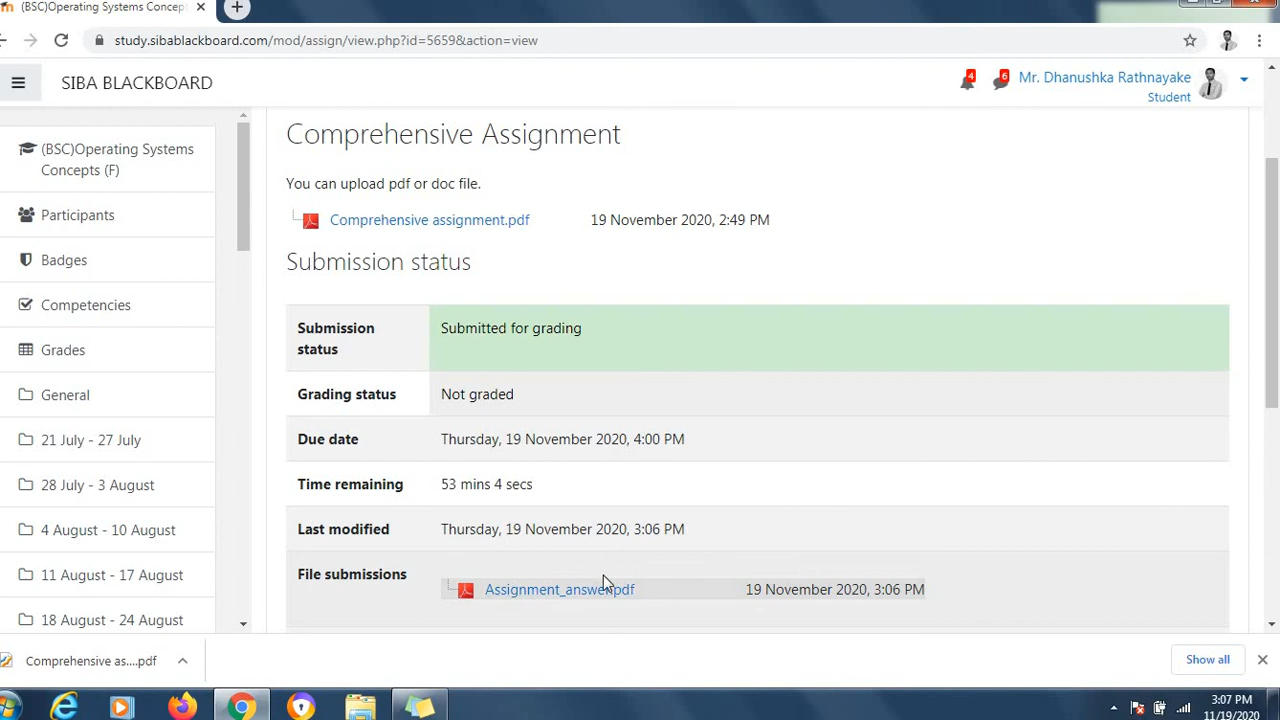 (BSC)Operating Systems Concept
study.sibablackboard.com/mod/assign/view.php?id=5659&action=view
SIBA BLACKBOARD
4
6
Mr. Dhanushka Rathnayake
Student
(BSC)Operating Systems
Concepts (F)
Participants
Badges
Competencies
Grades
General
21 July - 27 July
28 July - 3 August
4 August - 10 August
11 August - 17 August
18 August - 24 August
Comprehensive Assignment
You can upload pdf or doc file.
Comprehensive assignment.pdf 19 November 2020, 2:49 PM
Submission status
Submission
status
Submitted for grading
Grading status Not graded
Due date Thursday, 19 November 2020, 4:00 PM
Time remaining 53 mins 4 secs
Last modified Thursday, 19 November 2020, 3:06 PM
File submissions
Assignment_answer.pdf 19 November 2020, 3:06 PM
Comprehensive as....pdf
Show all
3:07 PM
11/19/2020